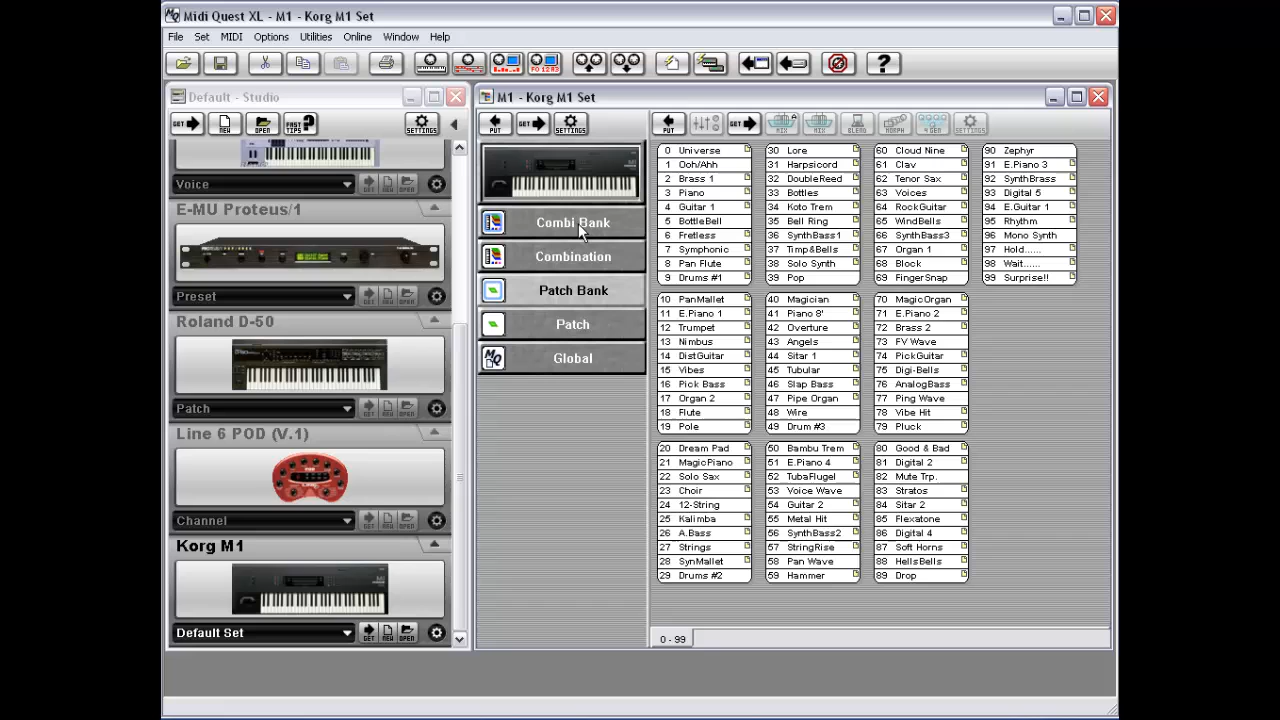 Midi Quest XL - M1 - Korg M1 Set
File Set MIDI Options Utilities Online Window Help
Default - Studio
GET NEW OPEN FAST TIPS SETTINGS
Voice
E-MU Proteus/1
Preset
Roland D-50
Patch
Line 6 POD (V.1)
Channel
Korg M1
Default Set
M1 - Korg M1 Set
PUT GET SETTINGS
Combi Bank
Combination
Patch Bank
Patch
Global
PUT GET MIX MIX BLEND MORPH SETTINGS
0 Universe
1 Ooh/Ahh
2 Brass 1
3 Piano
4 Guitar 1
5 BottleBell
6 Fretless
7 Symphonic
8 Pan Flute
9 Drums #1
10 PanMallet
11 E.Piano 1
12 Trumpet
13 Nimbus
14 DistGuitar
15 Vibes
16 Pick Bass
17 Organ 2
18 Flute
19 Pole
20 Dream Pad
21 MagicPiano
22 Solo Sax
23 Choir
24 12-String
25 Kalimba
26 A.Bass
27 Strings
28 SynMallet
29 Drums #2
30 Lore
31 Harpsicord
32 DoubleReed
33 Bottles
34 Koto Trem
35 Bell Ring
36 SynthBass1
37 Timp&Bells
38 Solo Synth
39 Pop
40 Magician
41 Piano 8'
42 Overture
43 Angels
44 Sitar 1
45 Tubular
46 Slap Bass
47 Pipe Organ
48 Wire
49 Drum #3
50 Bambu Trem
51 E.Piano 4
52 TubaFlugel
53 Voice Wave
54 Guitar 2
55 Metal Hit
56 SynthBass2
57 StringRise
58 Pan Wave
59 Hammer
60 Cloud Nine
61 Clav
62 Tenor Sax
63 Voices
64 RockGuitar
65 WindBells
66 SynthBass3
67 Organ 1
68 Block
69 FingerSnap
70 MagicOrgan
71 E.Piano 2
72 Brass 2
73 FV Wave
74 PickGuitar
75 Digi-Bells
76 AnalogBass
77 Ping Wave
78 Vibe Hit
79 Pluck
80 Good & Bad
81 Digital 2
82 Mute Trp.
83 Stratos
84 Sitar 2
85 Flexatone
86 Digital 4
87 Soft Horns
88 HellsBells
89 Drop
90 Zephyr
91 E.Piano 3
92 SynthBrass
93 Digital 5
94 E.Guitar 1
95 Rhythm
96 Mono Synth
97 Hold......
98 Wait......
99 Surprise!!
0 - 99